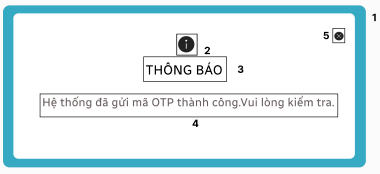 1
5
2
THÔNG BÁO 3
Hệ thống đã gửi mã OTP thành công.Vui lòng kiểm tra.
4